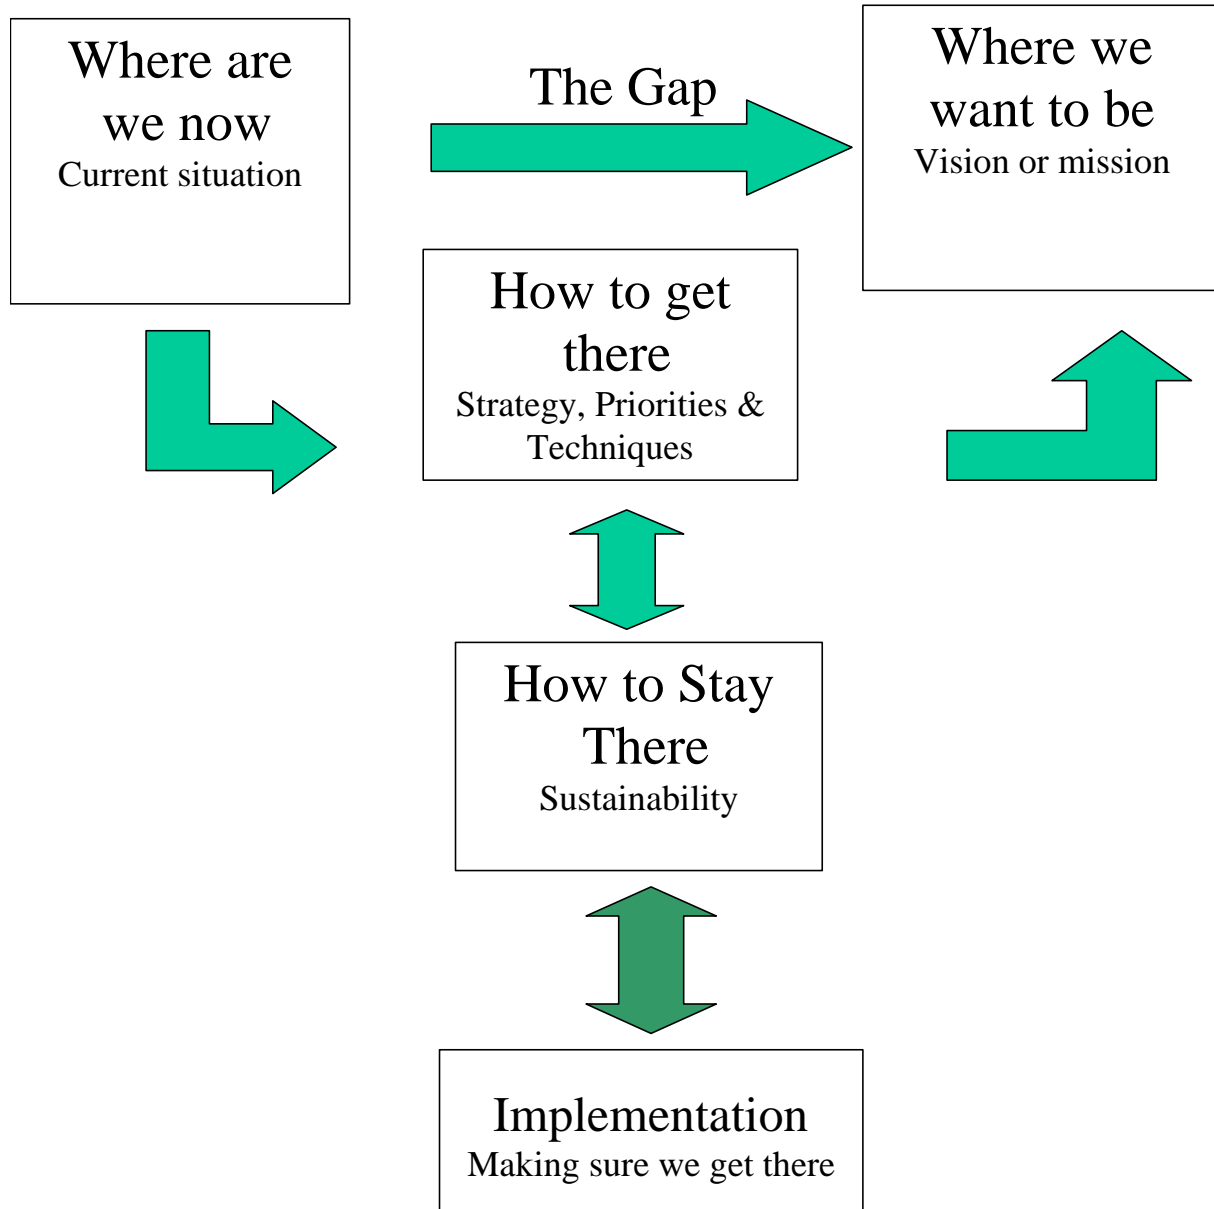 Where are
we now
Current situation
The Gap
Where we
want to be
Vision or mission
How to get
there
Strategy, Priorities &
Techniques
How to Stay
There
Sustainability
Implementation
Making sure we get there